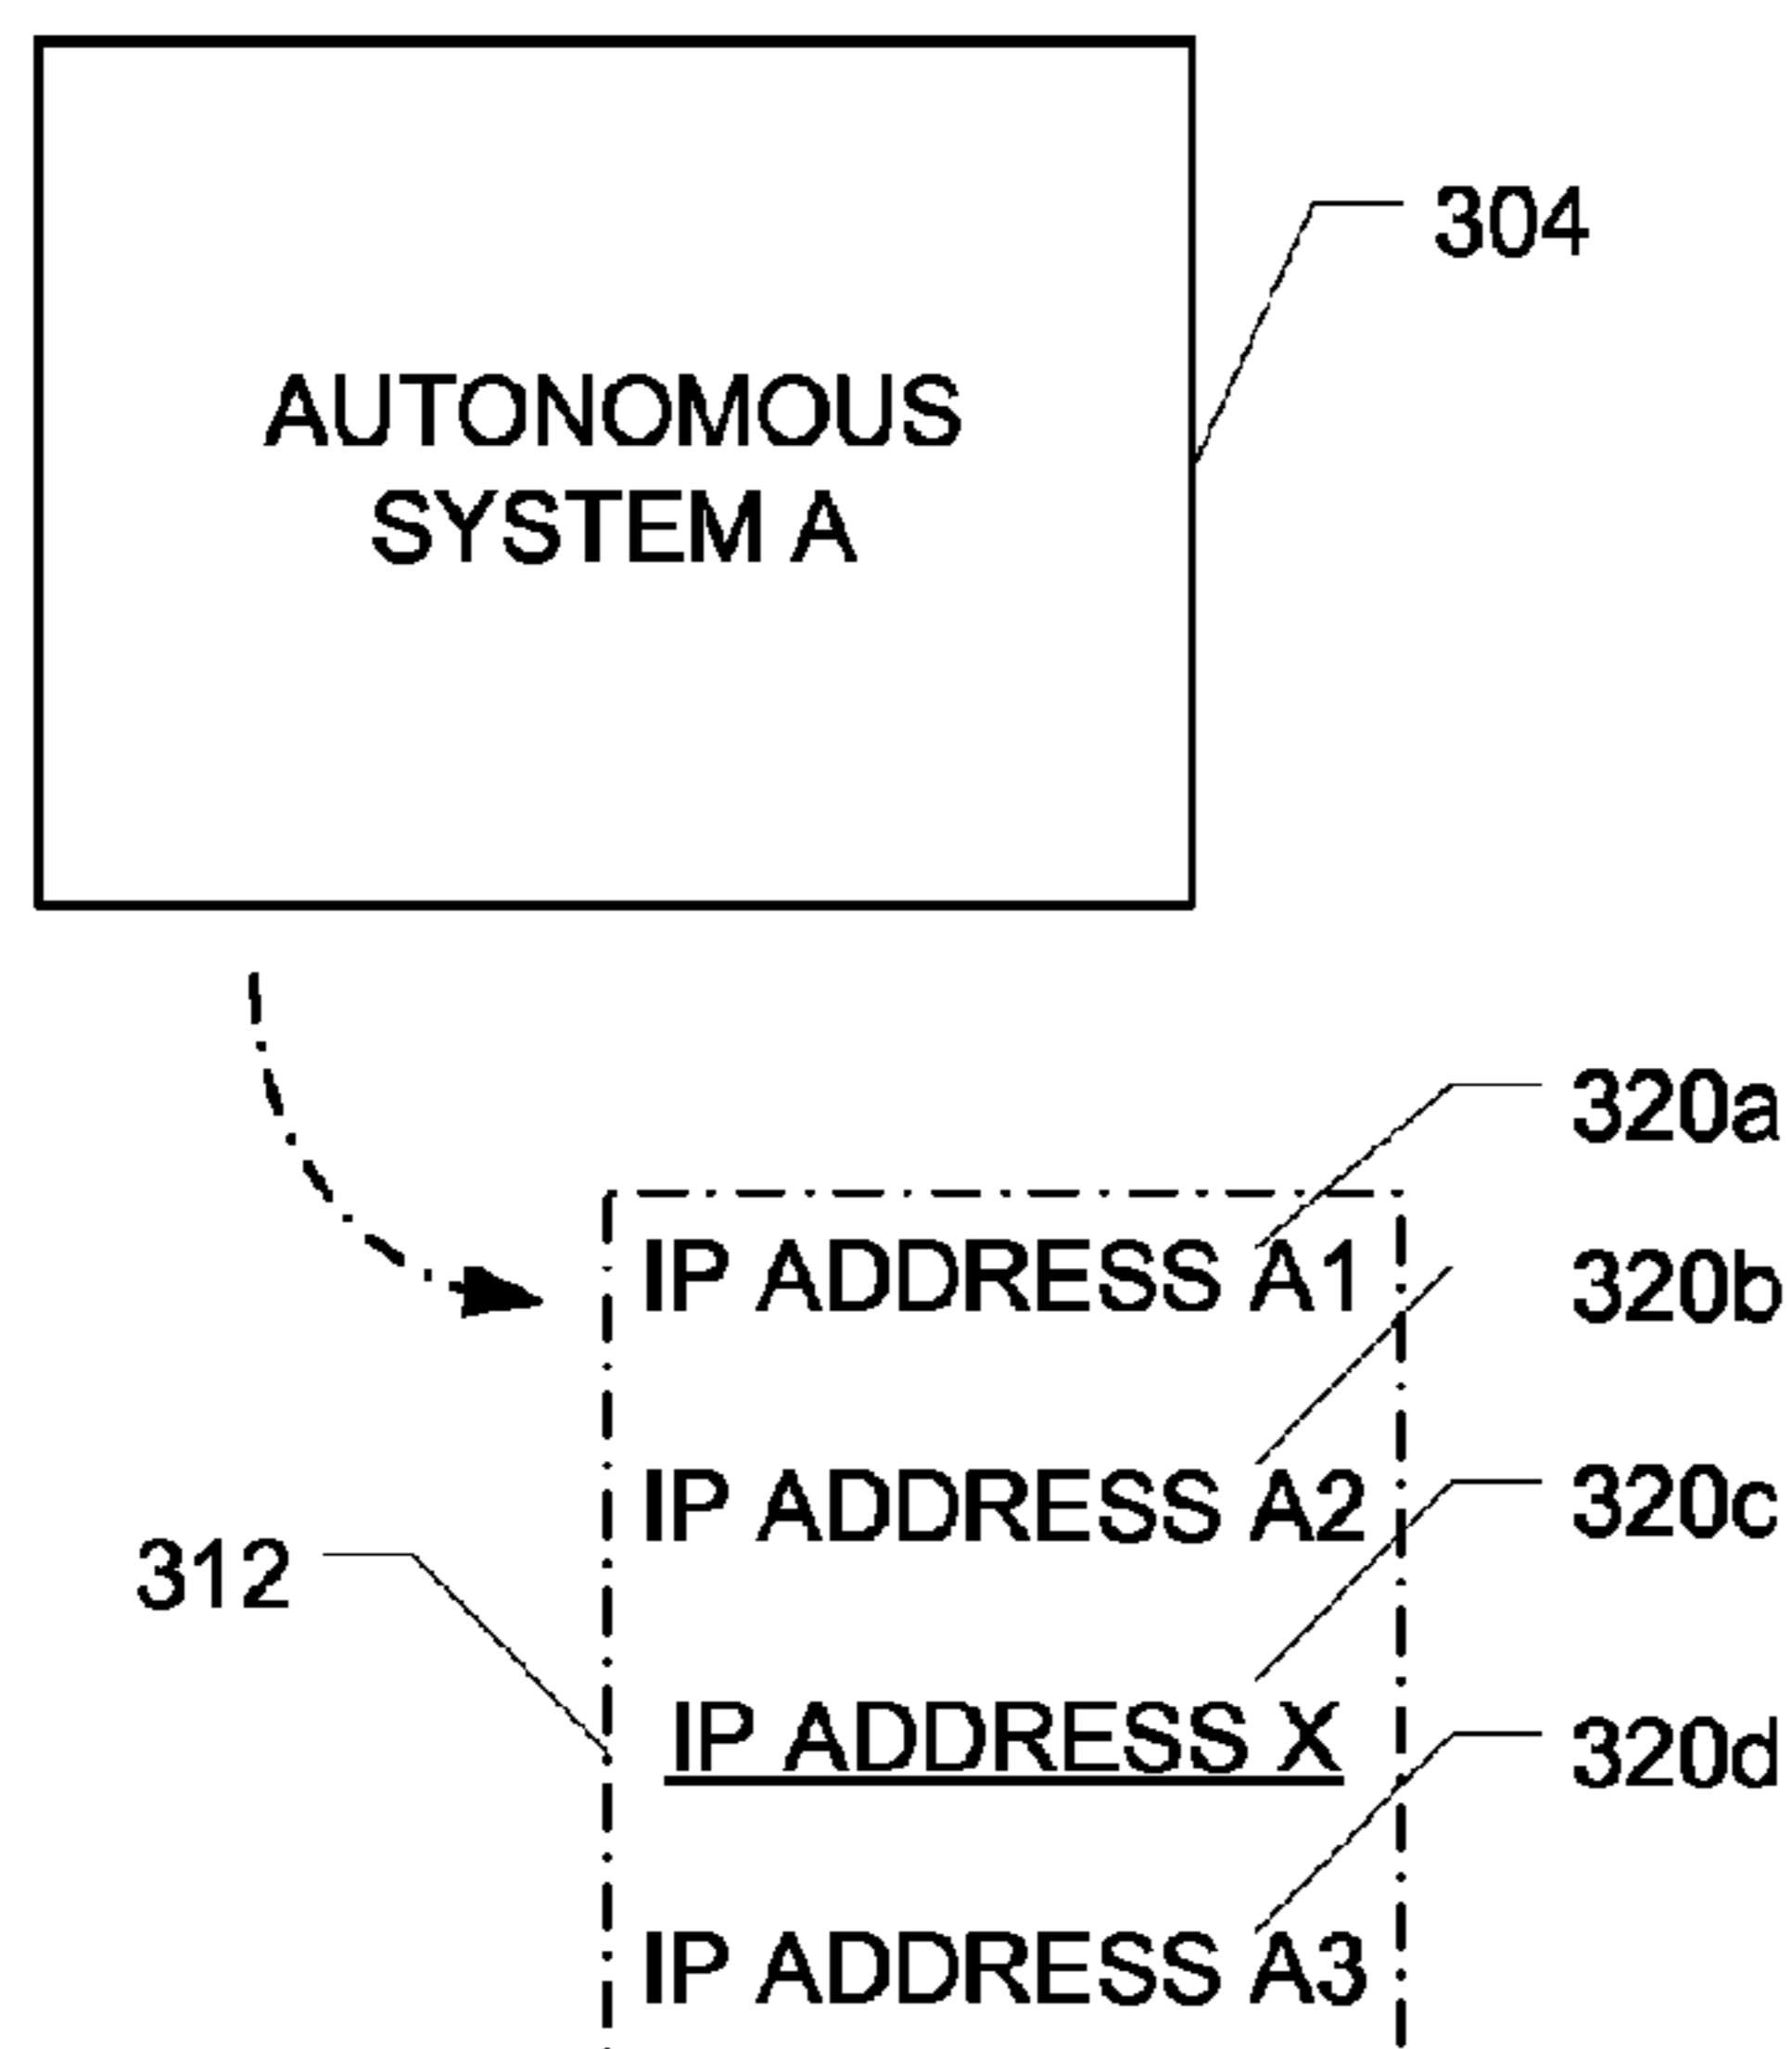 304
AUTONOMOUS
SYSTEM A
320a
IP ADDRESS A1
320b
IP ADDRESS A2
320c
312
IP ADDRESS X
320d
IP ADDRESS A3